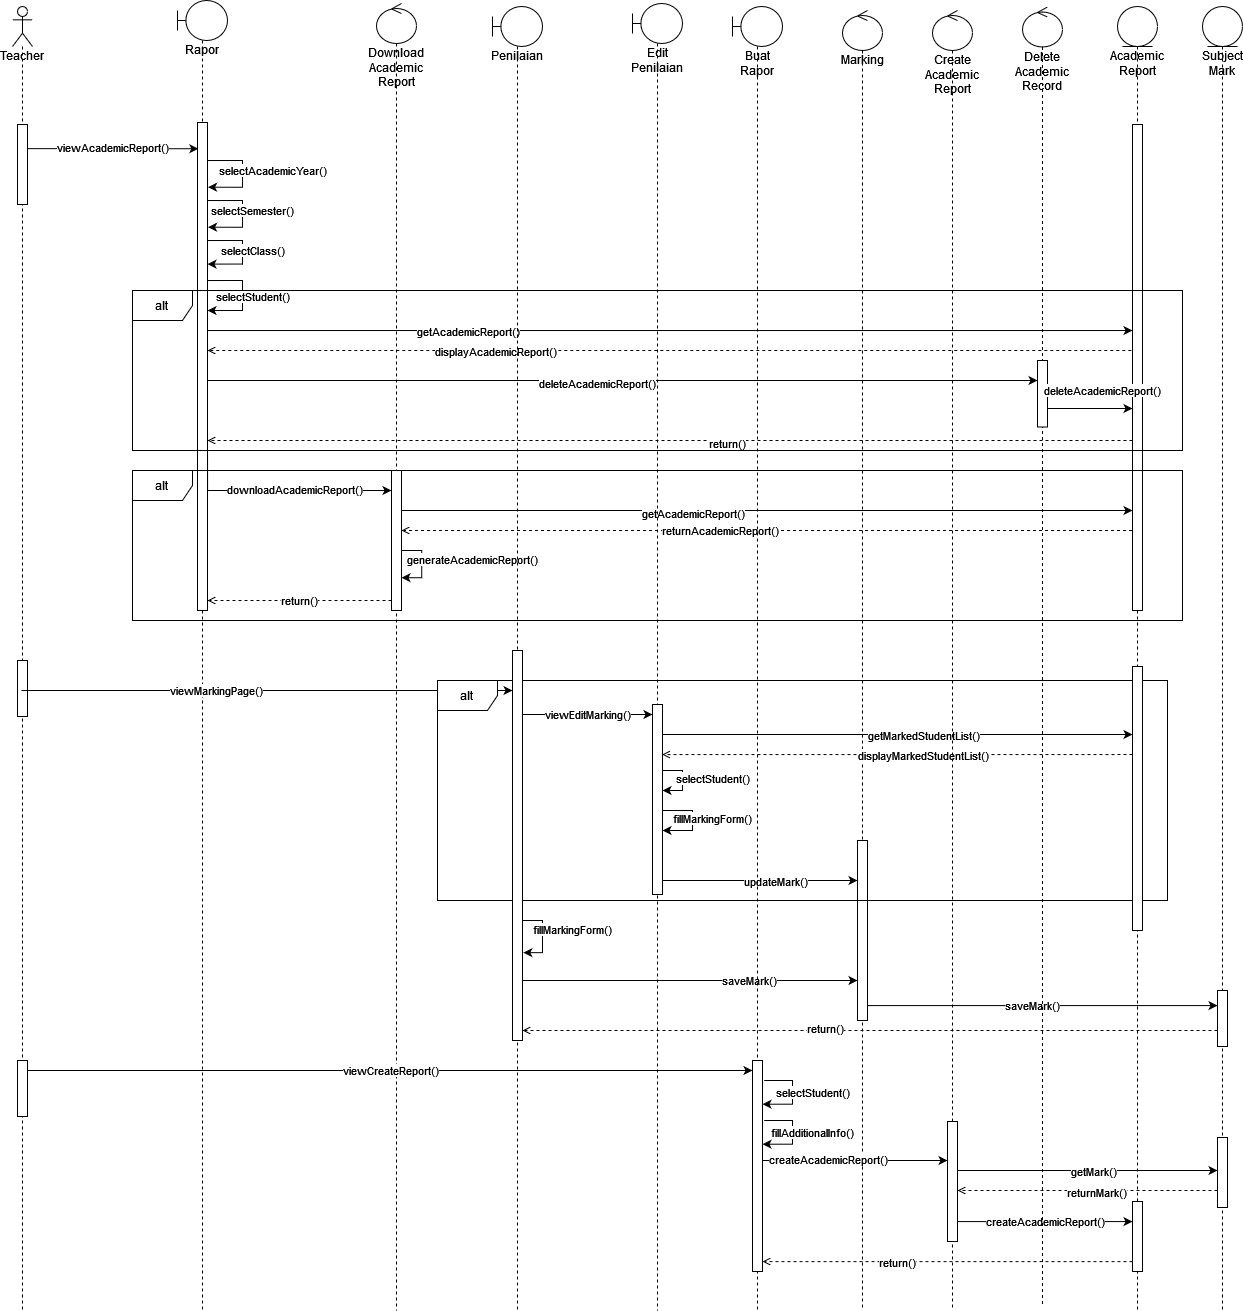 Teacher
Rapor
Download
Academic
Report
Penilaian
Edit
Penilaian
Buat
Rapor
Marking
Create
Academic
Report
Delete
Academic
Record
Academic
Report
Subject
Mark
viewAcademicReport()
selectAcademicYear()
selectSemester()
selectClass()
selectStudent()
alt
getAcademicReport()
displayAcademicReport()
deleteAcademicReport()
deleteAcademicReport()
return()
alt
downloadAcademicReport()
getAcademicReport()
returnAcademicReport()
generateAcademicReport()
return()
viewMarkingPage()
alt
viewEditMarking()
getMarkedStudentList()
displayMarkedStudentList()
selectStudent()
fillMarkingForm()
updateMark()
fillMarkingForm()
saveMark()
saveMark()
return()
viewCreateReport()
selectStudent()
fillAdditionalInfo()
createAcademicReport()
getMark()
returnMark()
createAcademicReport()
return()